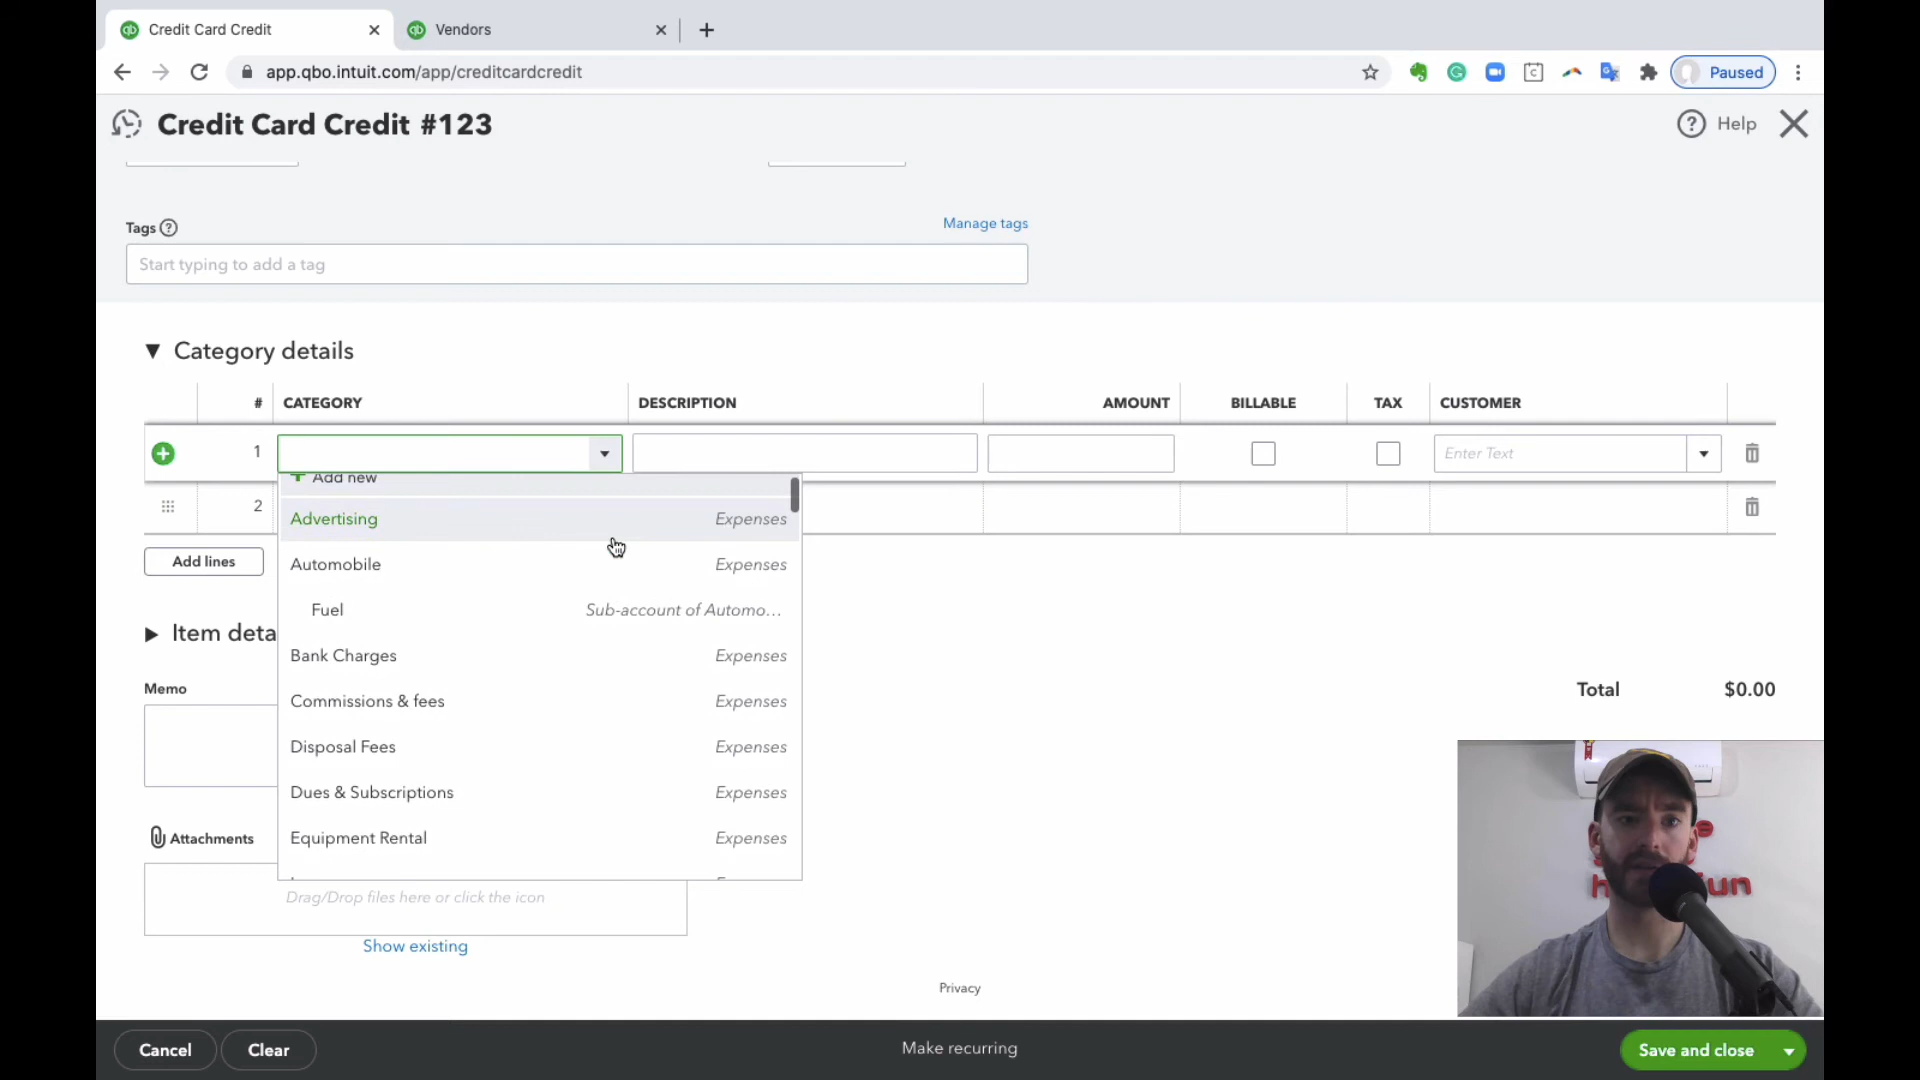 Credit Card Credit
Vendors
app.qbo.intuit.com/app/creditcardcredit
Paused
Credit Card Credit #123
Help
Tags
Manage tags
Start typing to add a tag
Category details
# CATEGORY DESCRIPTION AMOUNT BILLABLE TAX CUSTOMER
1 Enter Text
Add new
2
Advertising Expenses
Add lines
Automobile Expenses
Fuel Sub-account of Automo...
Item deta
Bank Charges Expenses
Memo
Total $0.00
Commissions & fees Expenses
Disposal Fees Expenses
Dues & Subscriptions Expenses
Attachments
Equipment Rental Expenses
Drag/Drop files here or click the icon
Show existing
Privacy
Cancel Clear Make recurring Save and close